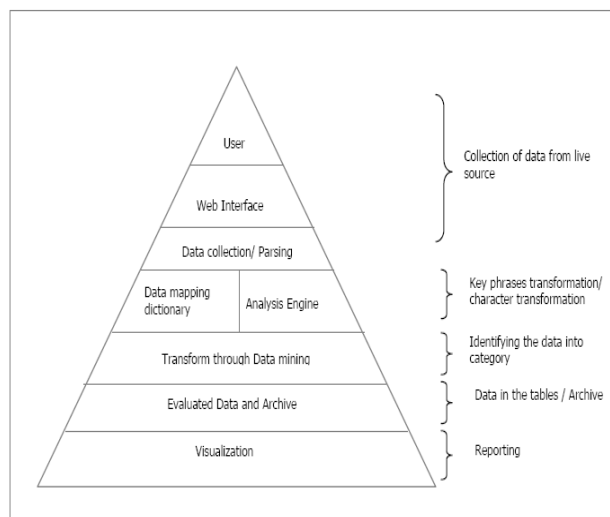 User
Web Interface
Data collection/ Parsing
Data mapping
dictionary
Analysis Engine
Transform through Data mining
Evaluated Data and Archive
Visualization
Collection of data from live
source
Key phrases transformation/
character transformation
Identifying the data into
category
Data in the tables / Archive
Reporting